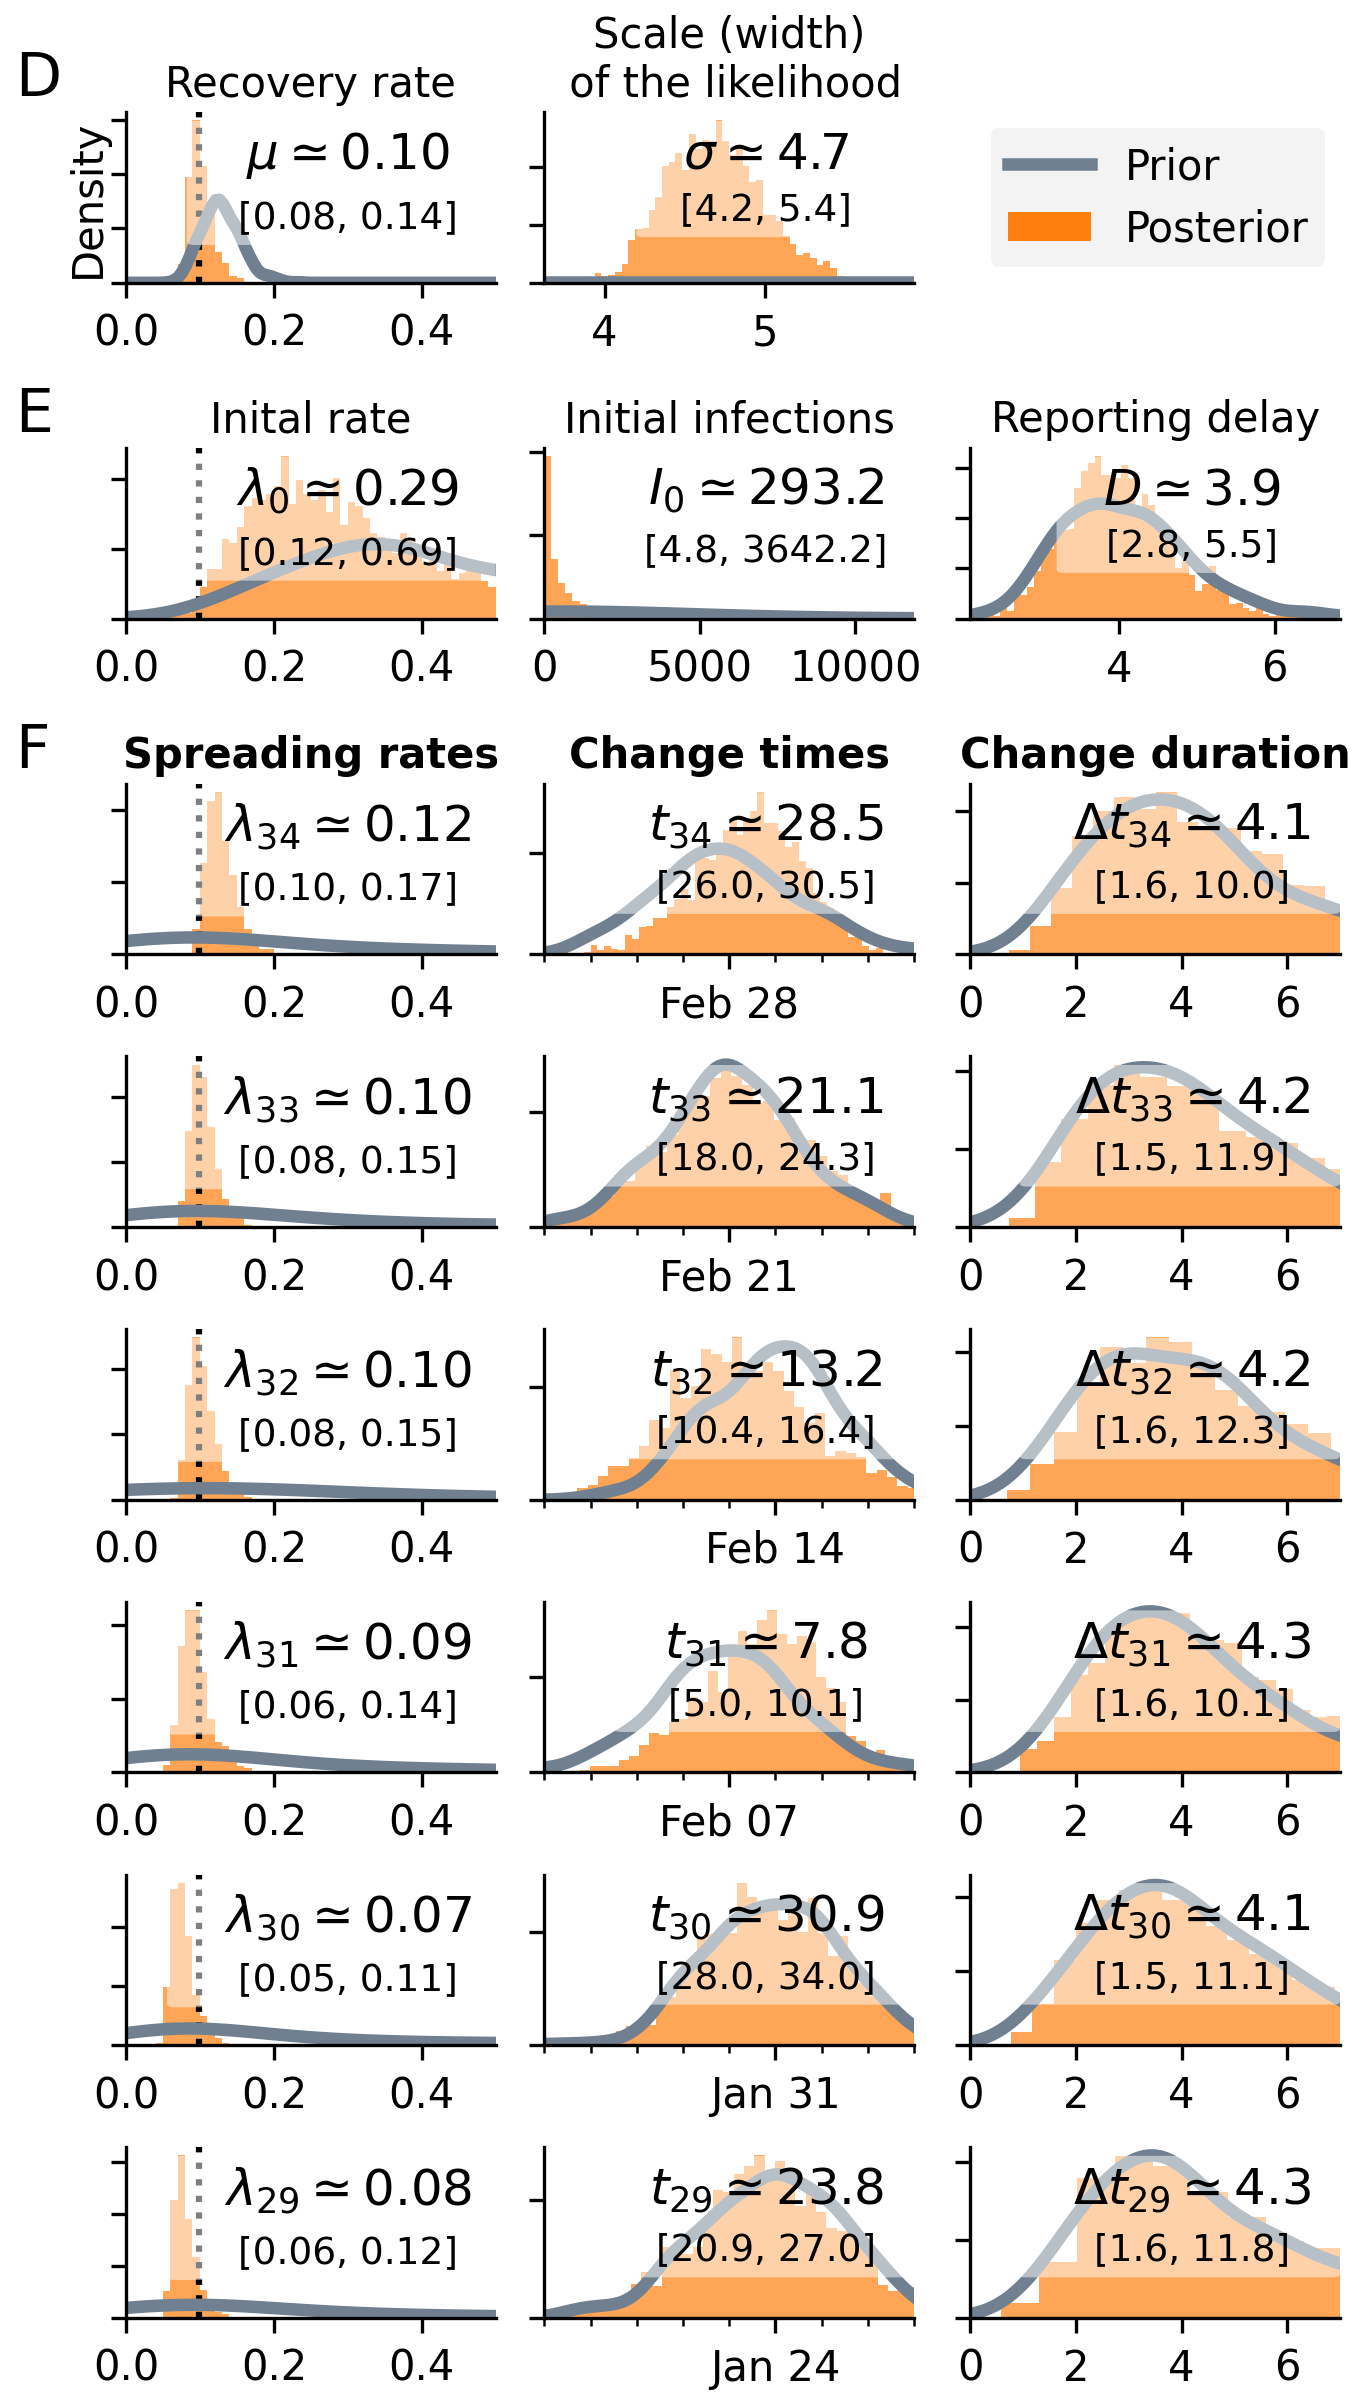 D
Recovery rate
Scale (width)
of the likelihood
Density
μ ≃ 0.10
[0.08, 0.14]
σ ≃ 4.7
[4.2, 5.4]
Prior
Posterior
0.0 0.2 0.4
4 5
E
Inital rate
Initial infections
Reporting delay
λ₀ ≃ 0.29
[0.12, 0.69]
I₀ ≃ 293.2
[4.8, 3642.2]
D ≃ 3.9
[2.8, 5.5]
0.0 0.2 0.4
0 5000 10000
4 6
F
Spreading rates
Change times
Change duration
λ₃₄ ≃ 0.12
[0.10, 0.17]
t₃₄ ≃ 28.5
[26.0, 30.5]
Δt₃₄ ≃ 4.1
[1.6, 10.0]
0.0 0.2 0.4
Feb 28
0 2 4 6
λ₃₃ ≃ 0.10
[0.08, 0.15]
t₃₃ ≃ 21.1
[18.0, 24.3]
Δt₃₃ ≃ 4.2
[1.5, 11.9]
0.0 0.2 0.4
Feb 21
0 2 4 6
λ₃₂ ≃ 0.10
[0.08, 0.15]
t₃₂ ≃ 13.2
[10.4, 16.4]
Δt₃₂ ≃ 4.2
[1.6, 12.3]
0.0 0.2 0.4
Feb 14
0 2 4 6
λ₃₁ ≃ 0.09
[0.06, 0.14]
t₃₁ ≃ 7.8
[5.0, 10.1]
Δt₃₁ ≃ 4.3
[1.6, 10.1]
0.0 0.2 0.4
Feb 07
0 2 4 6
λ₃₀ ≃ 0.07
[0.05, 0.11]
t₃₀ ≃ 30.9
[28.0, 34.0]
Δt₃₀ ≃ 4.1
[1.5, 11.1]
0.0 0.2 0.4
Jan 31
0 2 4 6
λ₂₉ ≃ 0.08
[0.06, 0.12]
t₂₉ ≃ 23.8
[20.9, 27.0]
Δt₂₉ ≃ 4.3
[1.6, 11.8]
0.0 0.2 0.4
Jan 24
0 2 4 6